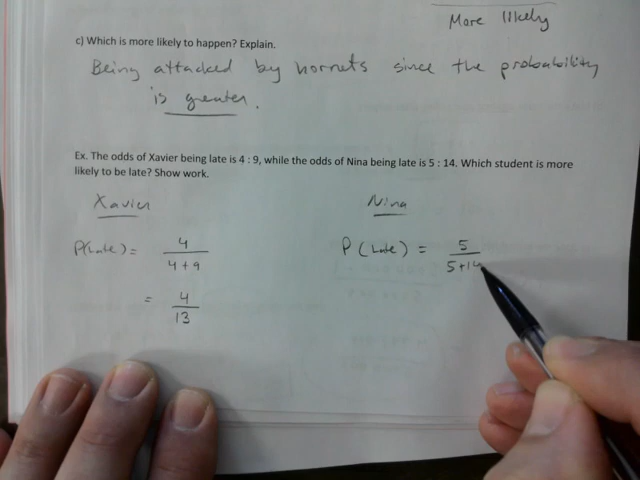 More likely
c) Which is more likely to happen? Explain.
Being attacked by hornets since the probability
is greater.
Ex. The odds of Xavier being late is 4 : 9, while the odds of Nina being late is 5 : 14. Which student is more
likely to be late? Show work.
Xavier
Nina
P(Late) = 4 / 4+9
P(Late) = 5 / 5+14
= 4 / 13